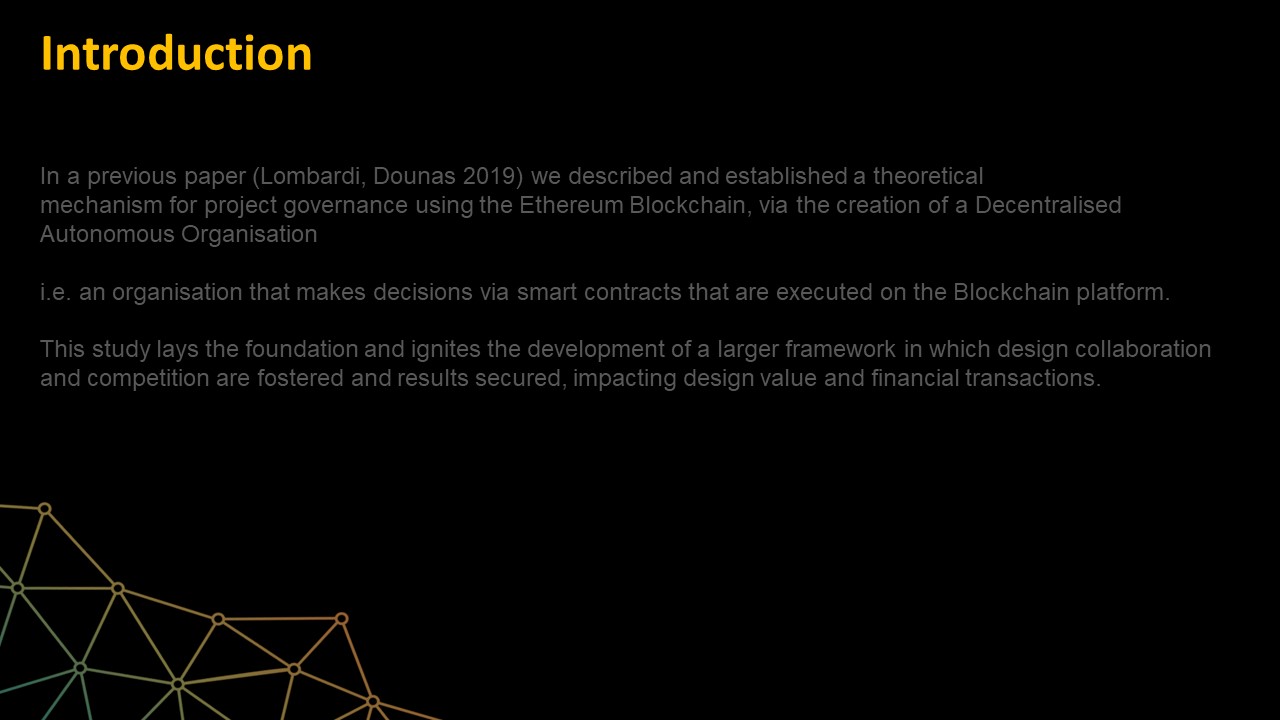 Introduction
In a previous paper (Lombardi, Dounas 2019) we described and established a theoretical
mechanism for project governance using the Ethereum Blockchain, via the creation of a Decentralised
Autonomous Organisation
i.e. an organisation that makes decisions via smart contracts that are executed on the Blockchain platform.
This study lays the foundation and ignites the development of a larger framework in which design collaboration
and competition are fostered and results secured, impacting design value and financial transactions.